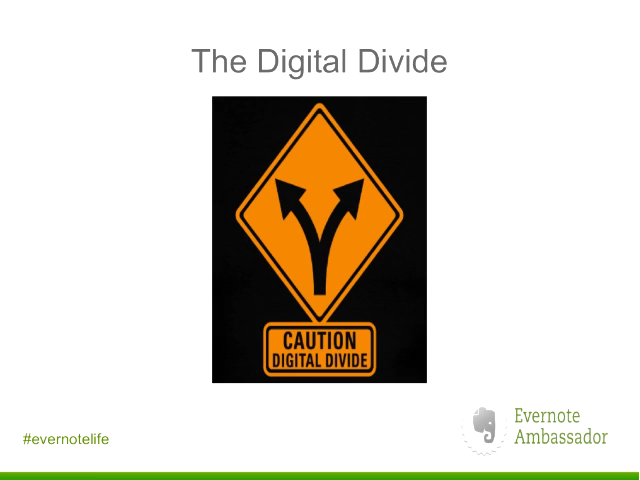 The Digital Divide
CAUTION
DIGITAL DIVIDE
#evernotelife
Evernote
Ambassador